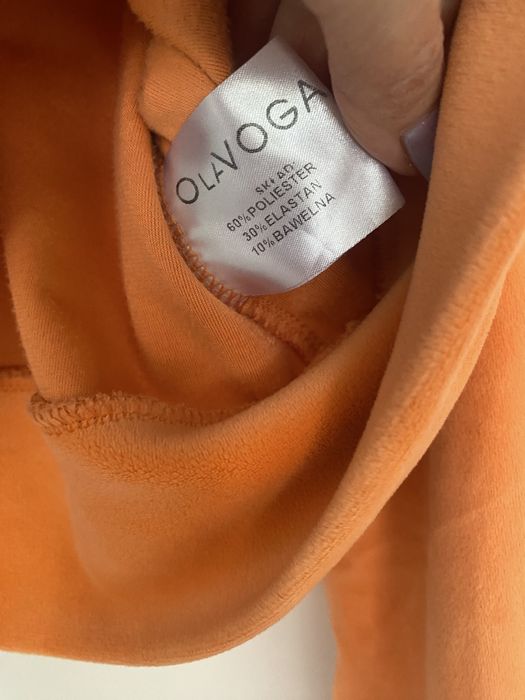 OLAVOGA
SKŁAD:
60% POLIESTER
30% ELASTAN
10% BAWEŁNA